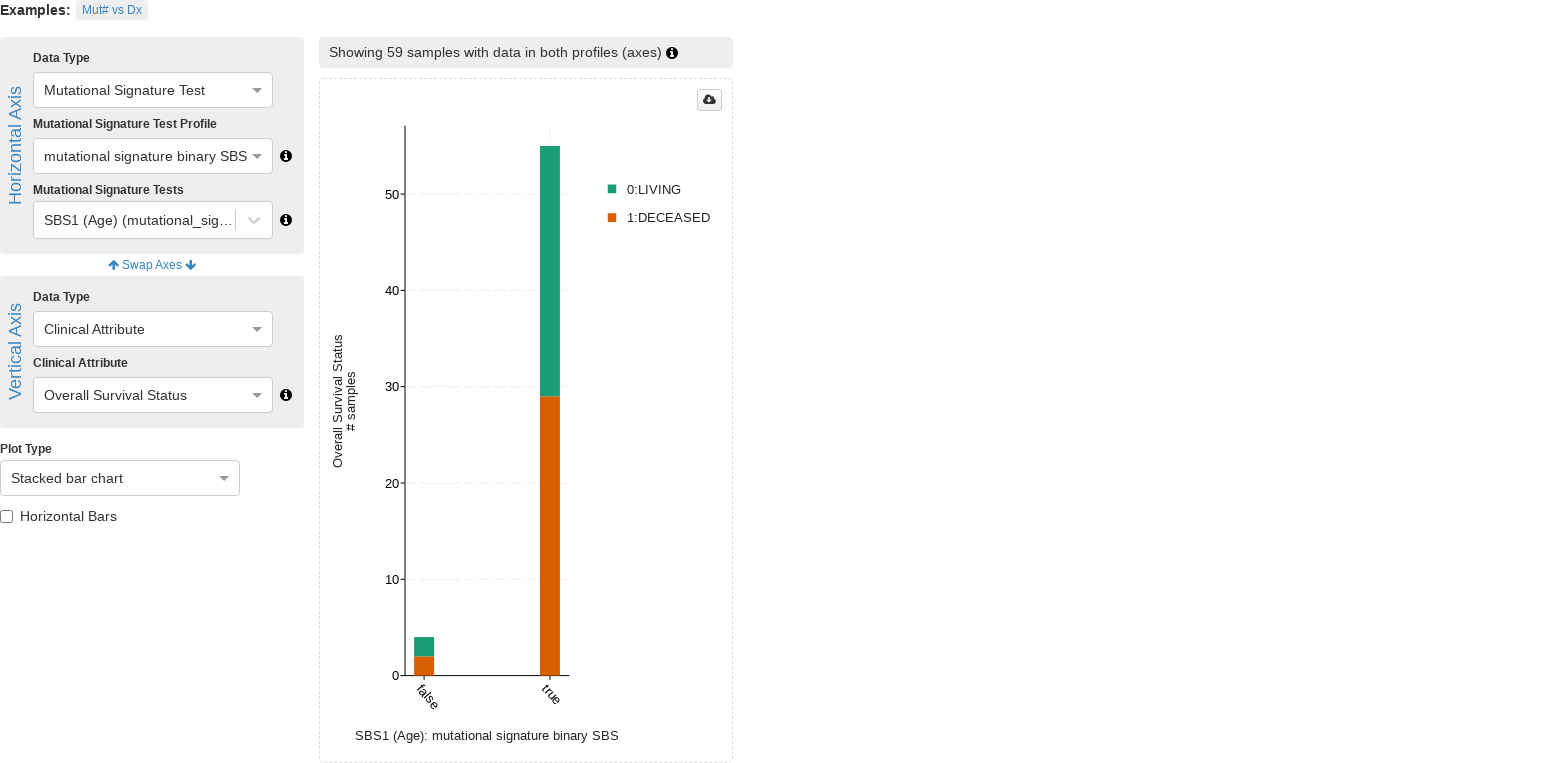 Examples: Mut# vs Dx
Horizontal Axis
Data Type
Mutational Signature Test
Mutational Signature Test Profile
mutational signature binary SBS
Mutational Signature Tests
SBS1 (Age) (mutational_sig…
Swap Axes
Vertical Axis
Data Type
Clinical Attribute
Clinical Attribute
Overall Survival Status
Plot Type
Stacked bar chart
Horizontal Bars
Showing 59 samples with data in both profiles (axes)
Overall Survival Status
# samples
50
40
30
20
10
0
false
true
SBS1 (Age): mutational signature binary SBS
0:LIVING
1:DECEASED